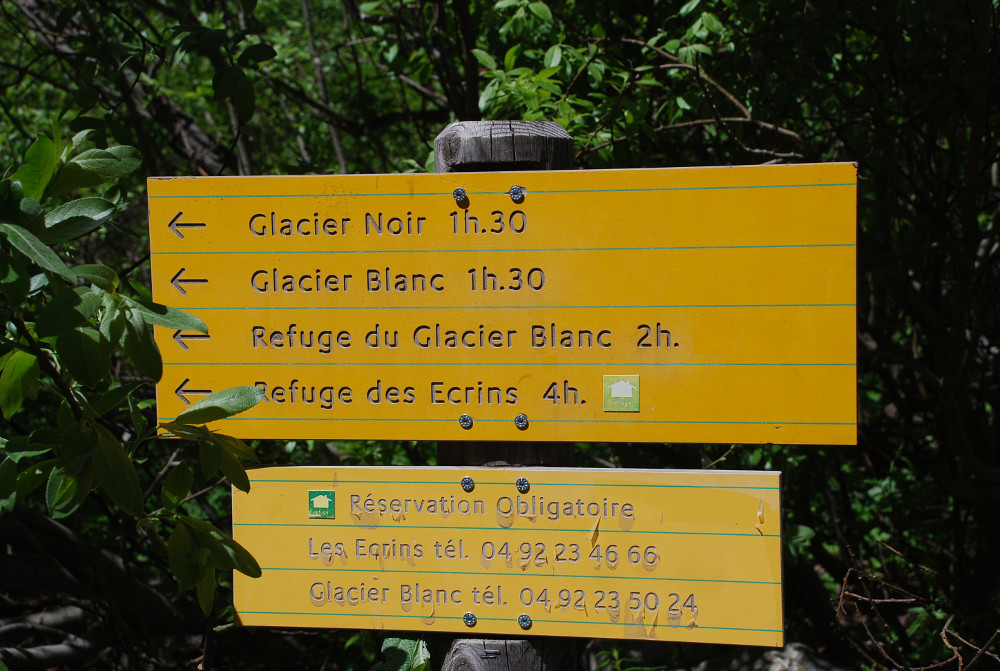 ← Glacier Noir 1h.30
← Glacier Blanc 1h.30
← Refuge du Glacier Blanc 2h.
← Refuge des Ecrins 4h.
Réservation Obligatoire
Les Ecrins tél. 04 92 23 46 66
Glacier Blanc tél. 04 92 23 50 24